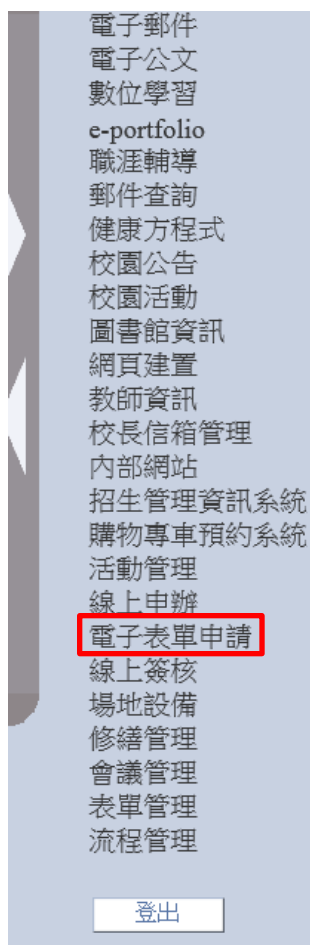 電子郵件
電子公文
數位學習
e-portfolio
職涯輔導
郵件查詢
健康方程式
校園公告
校園活動
圖書館資訊
網頁建置
教師資訊
校長信箱管理
內部網站
招生管理資訊系統
購物專車預約系統
活動管理
線上申辦
電子表單申請
線上簽核
場地設備
修繕管理
會議管理
表單管理
流程管理
登出